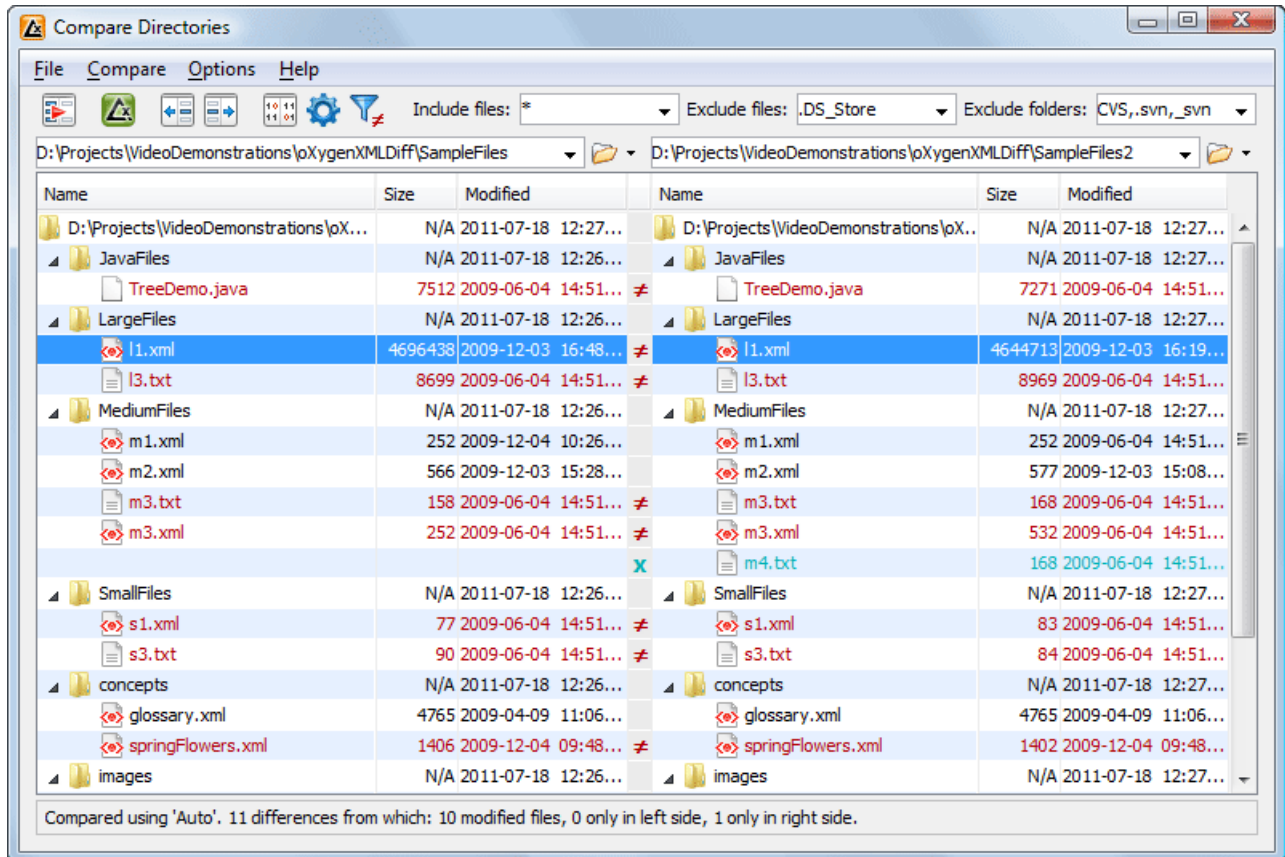 Compare Directories
File Compare Options Help
Include files: * Exclude files: .DS_Store Exclude folders: CVS,.svn,_svn
D:\Projects\VideoDemonstrations\oXygenXMLDiff\SampleFiles D:\Projects\VideoDemonstrations\oXygenXMLDiff\SampleFiles2
Name Size Modified Name Size Modified
D:\Projects\VideoDemonstrations\oX... N/A 2011-07-18 12:27... D:\Projects\VideoDemonstrations\oX.. N/A 2011-07-18 12:27...
JavaFiles N/A 2011-07-18 12:26... JavaFiles N/A 2011-07-18 12:27...
TreeDemo.java 7512 2009-06-04 14:51... ≠ TreeDemo.java 7271 2009-06-04 14:51...
LargeFiles N/A 2011-07-18 12:26... LargeFiles N/A 2011-07-18 12:27...
l1.xml 4696438 2009-12-03 16:48... ≠ l1.xml 4644713 2009-12-03 16:19...
l3.txt 8699 2009-06-04 14:51... ≠ l3.txt 8969 2009-06-04 14:51...
MediumFiles N/A 2011-07-18 12:26... MediumFiles N/A 2011-07-18 12:27...
m1.xml 252 2009-12-04 10:26... m1.xml 252 2009-06-04 14:51...
m2.xml 566 2009-12-03 15:28... m2.xml 577 2009-12-03 15:08...
m3.txt 158 2009-06-04 14:51... ≠ m3.txt 168 2009-06-04 14:51...
m3.xml 252 2009-06-04 14:51... ≠ m3.xml 532 2009-06-04 14:51...
x m4.txt 168 2009-06-04 14:51...
SmallFiles N/A 2011-07-18 12:26... SmallFiles N/A 2011-07-18 12:27...
s1.xml 77 2009-06-04 14:51... ≠ s1.xml 83 2009-06-04 14:51...
s3.txt 90 2009-06-04 14:51... ≠ s3.txt 84 2009-06-04 14:51...
concepts N/A 2011-07-18 12:26... concepts N/A 2011-07-18 12:27...
glossary.xml 4765 2009-04-09 11:06... glossary.xml 4765 2009-04-09 11:06...
springFlowers.xml 1406 2009-12-04 09:48... ≠ springFlowers.xml 1402 2009-12-04 09:48...
images N/A 2011-07-18 12:26... images N/A 2011-07-18 12:27...
Compared using 'Auto'. 11 differences from which: 10 modified files, 0 only in left side, 1 only in right side.